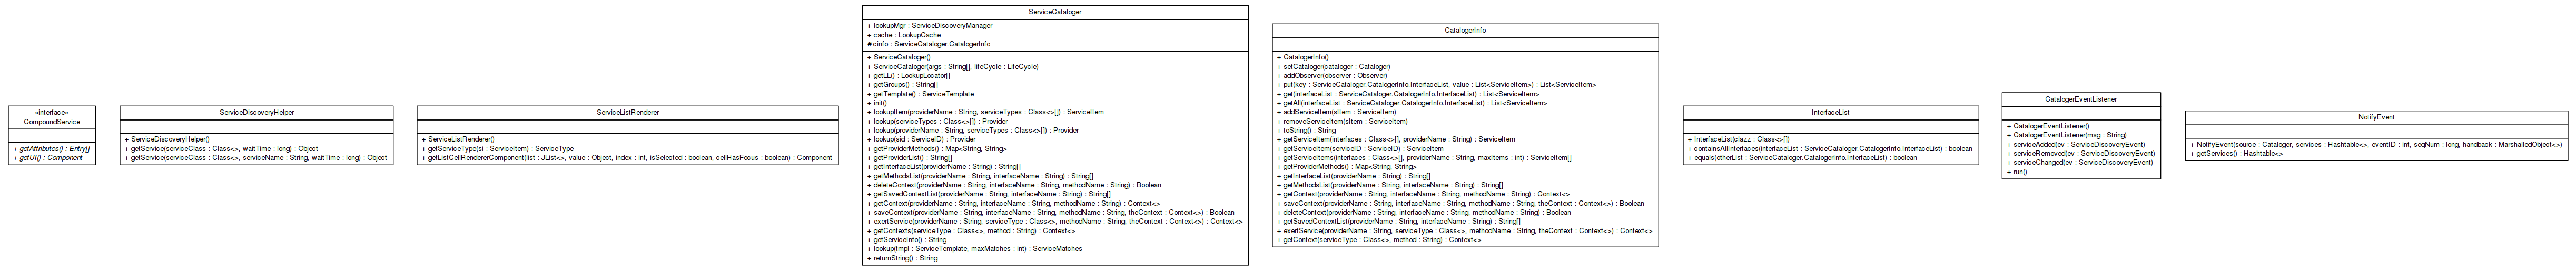 «interface»
CompoundService
+ getAttributes() : Entry[]
+ getUI() : Component
ServiceDiscoveryHelper
+ ServiceDiscoveryHelper()
+ getService(serviceClass : Class<>, waitTime : long) : Object
+ getService(serviceClass : Class<>, serviceName : String, waitTime : long) : Object
ServiceListRenderer
+ ServiceListRenderer()
+ getServiceType(si : ServiceItem) : ServiceType
+ getListCellRendererComponent(list : JList<>, value : Object, index : int, isSelected : boolean, cellHasFocus : boolean) : Component
ServiceCataloger
+ lookupMgr : ServiceDiscoveryManager
+ cache : LookupCache
# cinfo : ServiceCataloger.CatalogerInfo
+ ServiceCataloger()
+ ServiceCataloger(args : String[], lifeCycle : LifeCycle)
+ getLL() : LookupLocator[]
+ getGroups() : String[]
+ getTemplate() : ServiceTemplate
+ init()
+ lookupItem(providerName : String, serviceTypes : Class<>[]) : ServiceItem
+ lookup(serviceTypes : Class<>[]) : Provider
+ lookup(providerName : String, serviceTypes : Class<>[]) : Provider
+ lookup(sid : ServiceID) : Provider
+ getProviderMethods() : Map<String, String>
+ getProviderList() : String[]
+ getInterfaceList(providerName : String) : String[]
+ getMethodsList(providerName : String, interfaceName : String) : String[]
+ deleteContext(providerName : String, interfaceName : String, methodName : String) : Boolean
+ getSavedContextList(providerName : String, interfaceName : String) : String[]
+ getContext(providerName : String, interfaceName : String, methodName : String) : Context<>
+ saveContext(providerName : String, interfaceName : String, methodName : String, theContext : Context<>) : Boolean
+ exertService(providerName : String, serviceType : Class<>, methodName : String, theContext : Context<>) : Context<>
+ getContexts(serviceType : Class<>, method : String) : Context<>
+ getServiceInfo() : String
+ lookup(tmpl : ServiceTemplate, maxMatches : int) : ServiceMatches
+ returnString() : String
CatalogerInfo
+ CatalogerInfo()
+ setCataloger(cataloger : Cataloger)
+ addObserver(observer : Observer)
+ put(key : ServiceCataloger.CatalogerInfo.InterfaceList, value : List<ServiceItem>) : List<ServiceItem>
+ get(interfaceList : ServiceCataloger.CatalogerInfo.InterfaceList) : List<ServiceItem>
+ getAll(interfaceList : ServiceCataloger.CatalogerInfo.InterfaceList) : List<ServiceItem>
+ addServiceItem(sItem : ServiceItem)
+ removeServiceItem(sItem : ServiceItem)
+ toString() : String
+ getServiceItem(interfaces : Class<>[], providerName : String) : ServiceItem
+ getServiceItem(serviceID : ServiceID) : ServiceItem
+ getServiceItems(interfaces : Class<>[], providerName : String, maxItems : int) : ServiceItem[]
+ getProviderMethods() : Map<String, String>
+ getInterfaceList(providerName : String) : String[]
+ getMethodsList(providerName : String, interfaceName : String) : String[]
+ getContext(providerName : String, interfaceName : String, methodName : String) : Context<>
+ saveContext(providerName : String, interfaceName : String, methodName : String, theContext : Context<>) : Boolean
+ deleteContext(providerName : String, interfaceName : String, methodName : String) : Boolean
+ getSavedContextList(providerName : String, interfaceName : String) : String[]
+ exertService(providerName : String, serviceType : Class<>, methodName : String, theContext : Context<>) : Context<>
+ getContext(serviceType : Class<>, method : String) : Context<>
InterfaceList
+ InterfaceList(clazz : Class<>[])
+ containsAllInterfaces(interfaceList : ServiceCataloger.CatalogerInfo.InterfaceList) : boolean
+ equals(otherList : ServiceCataloger.CatalogerInfo.InterfaceList) : boolean
CatalogerEventListener
+ CatalogerEventListener()
+ CatalogerEventListener(msg : String)
+ serviceAdded(ev : ServiceDiscoveryEvent)
+ serviceRemoved(ev : ServiceDiscoveryEvent)
+ serviceChanged(ev : ServiceDiscoveryEvent)
+ run()
NotifyEvent
+ NotifyEvent(source : Cataloger, services : Hashtable<>, eventID : int, seqNum : long, handback : MarshalledObject<>)
+ getServices() : Hashtable<>